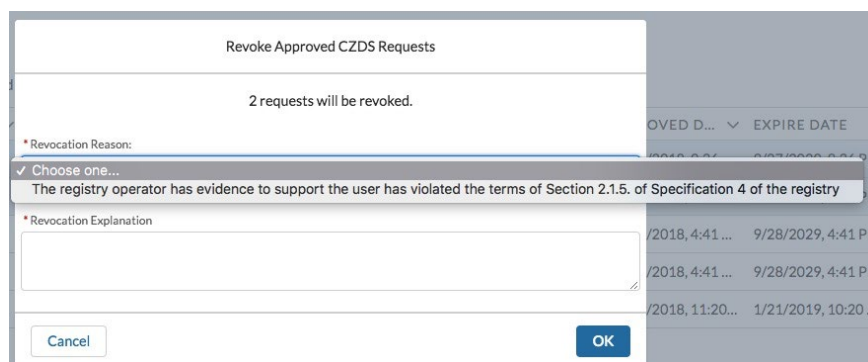 Revoke Approved CZDS Requests
2 requests will be revoked.
OVED D... EXPIRE DATE
* Revocation Reason:
✓ Choose one...
The registry operator has evidence to support the user has violated the terms of Section 2.1.5. of Specification 4 of the registry
* Revocation Explanation
/2018, 4:41 ... 9/28/2029, 4:41 P
/2018, 4:41 ... 9/28/2029, 4:41 P
/2018, 11:20... 1/21/2019, 10:20
Cancel OK